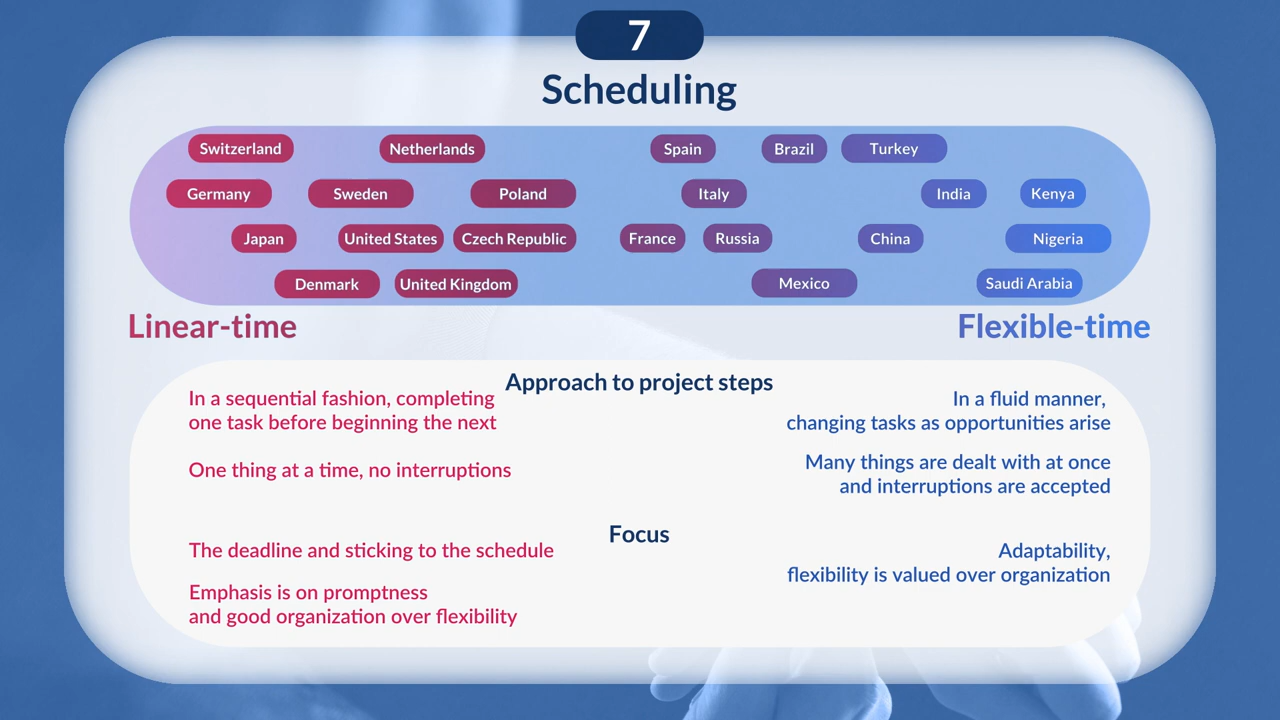 7
Scheduling
Switzerland Netherlands Spain Brazil Turkey
Germany Sweden Poland Italy India Kenya
Japan United States Czech Republic France Russia China Nigeria
Denmark United Kingdom Mexico Saudi Arabia
Linear-time Flexible-time
Approach to project steps
In a sequential fashion, completing
one task before beginning the next
One thing at a time, no interruptions
In a fluid manner,
changing tasks as opportunities arise
Many things are dealt with at once
and interruptions are accepted
Focus
The deadline and sticking to the schedule
Emphasis is on promptness
and good organization over flexibility
Adaptability,
flexibility is valued over organization